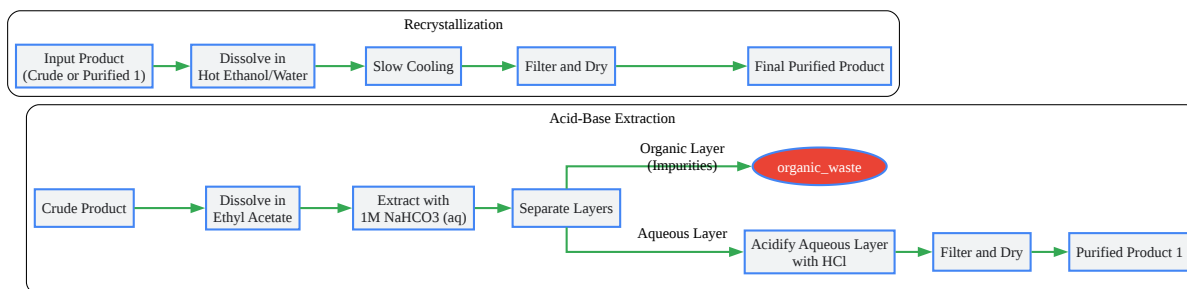 Recrystallization
Input Product
(Crude or Purified 1)
Dissolve in
Hot Ethanol/Water
Slow Cooling
Filter and Dry
Final Purified Product
Acid-Base Extraction
Crude Product
Dissolve in
Ethyl Acetate
Extract with
1M NaHCO3 (aq)
Separate Layers
Organic Layer
(Impurities)
organic_waste
Aqueous Layer
Acidify Aqueous Layer
with HCl
Filter and Dry
Purified Product 1